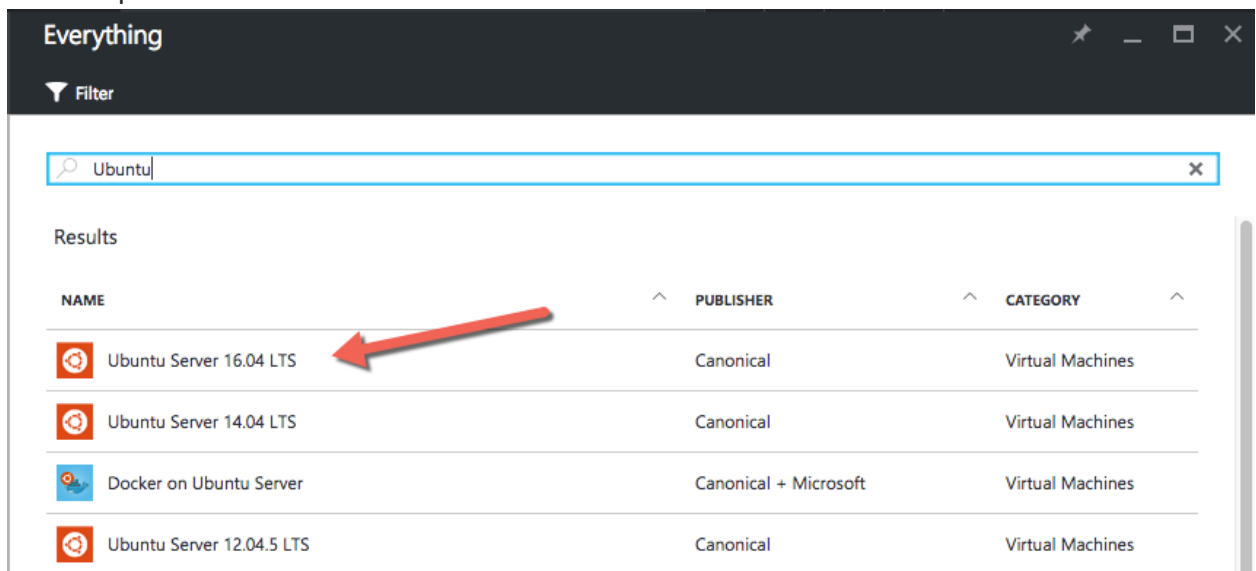 Everything
Filter
Ubuntu
Results
NAME PUBLISHER CATEGORY
Ubuntu Server 16.04 LTS Canonical Virtual Machines
Ubuntu Server 14.04 LTS Canonical Virtual Machines
Docker on Ubuntu Server Canonical + Microsoft Virtual Machines
Ubuntu Server 12.04.5 LTS Canonical Virtual Machines